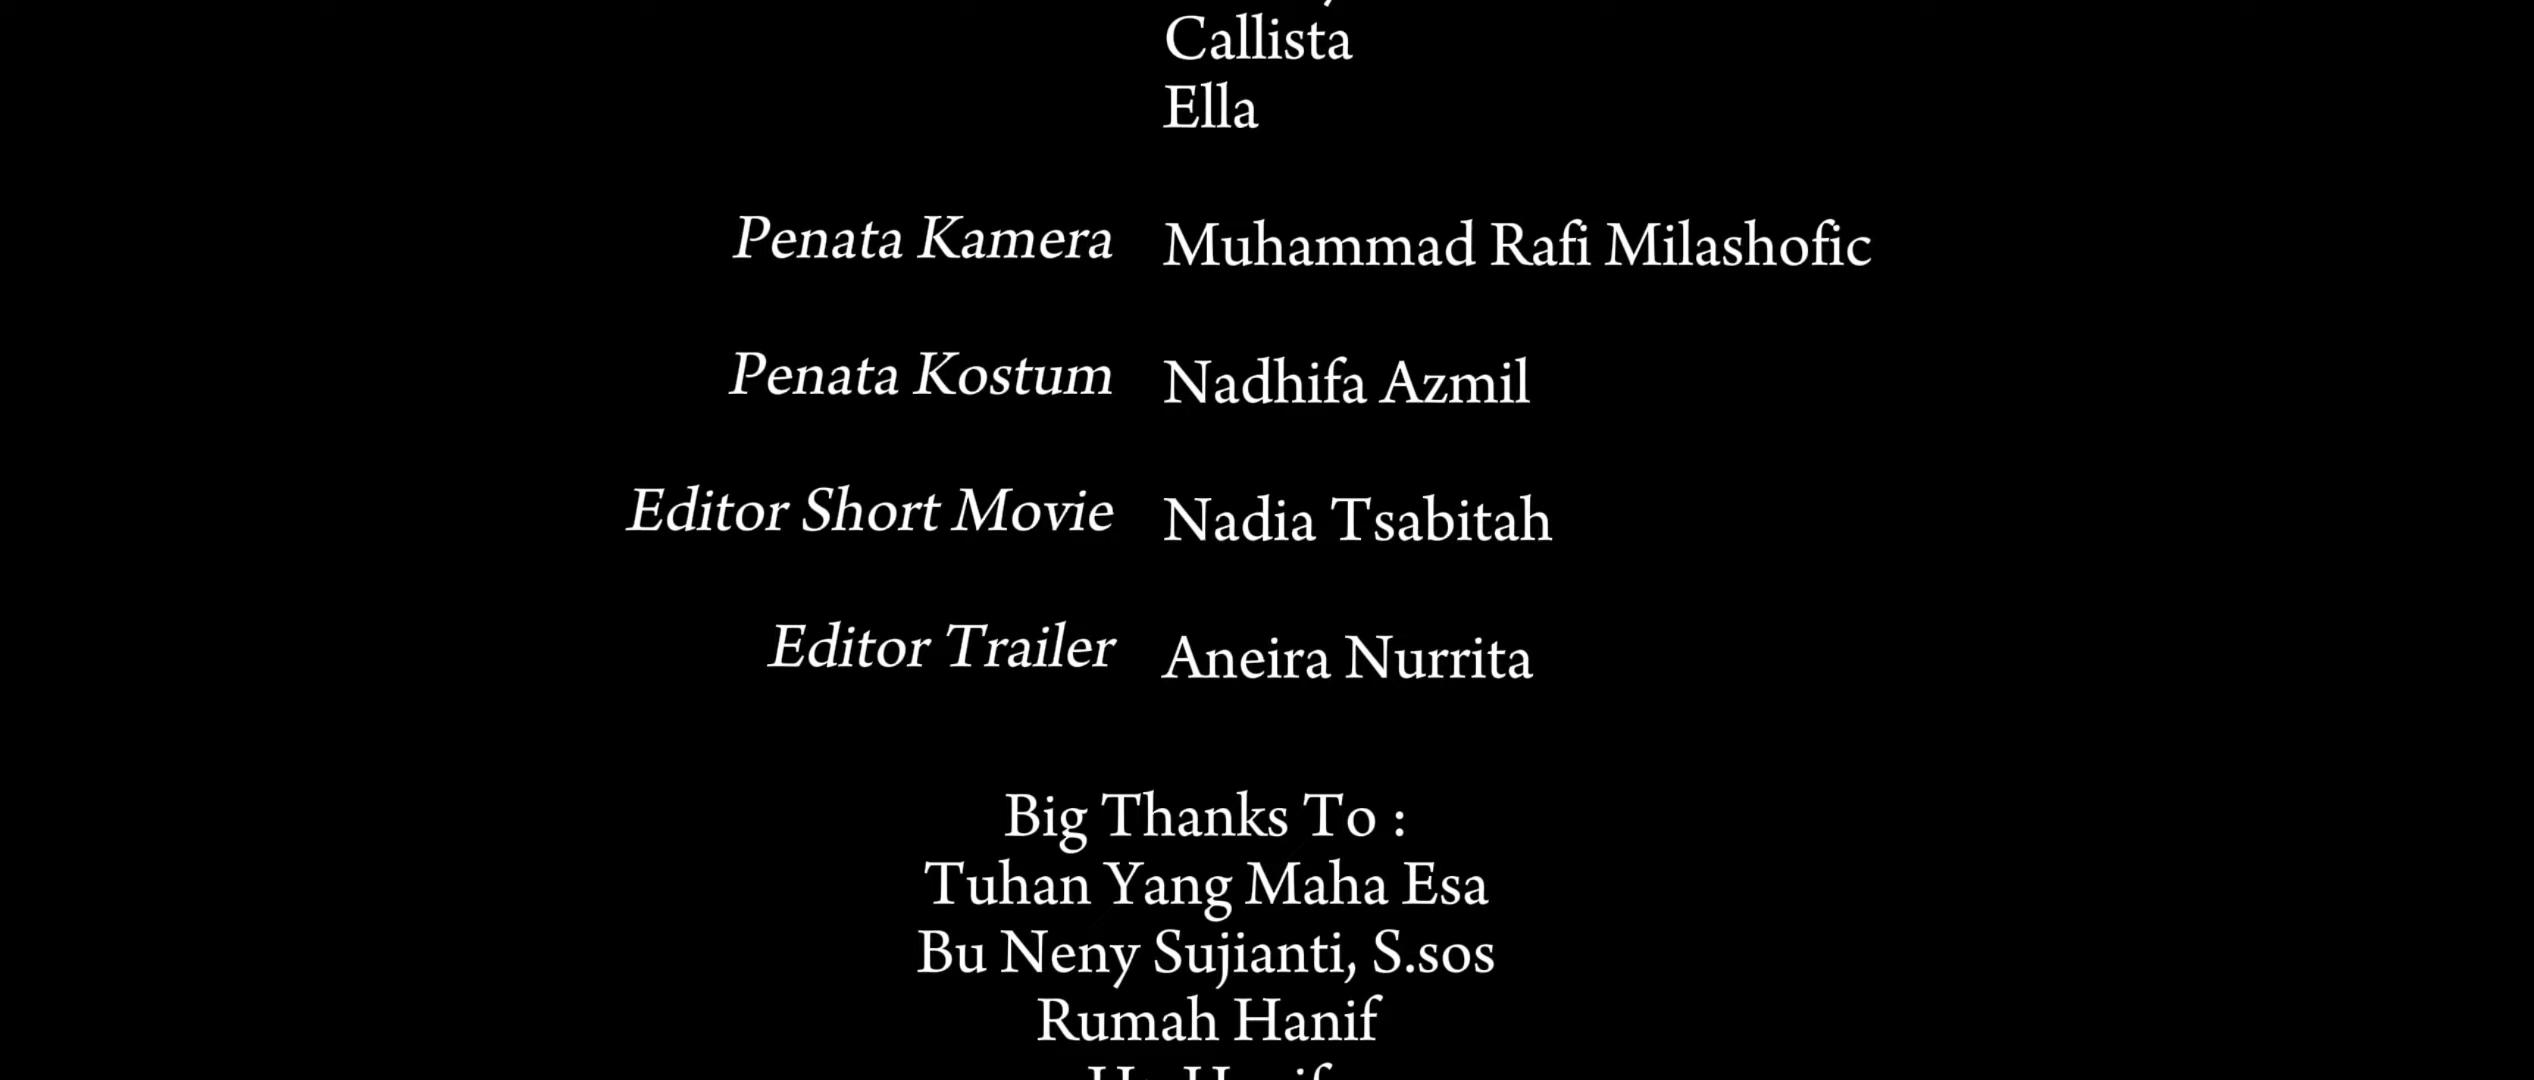 Callista
Ella
Penata Kamera Muhammad Rafi Milashofic
Penata Kostum Nadhifa Azmil
Editor Short Movie Nadia Tsabitah
Editor Trailer Aneira Nurrita
Big Thanks To :
Tuhan Yang Maha Esa
Bu Neny Sujianti, S.sos
Rumah Hanif